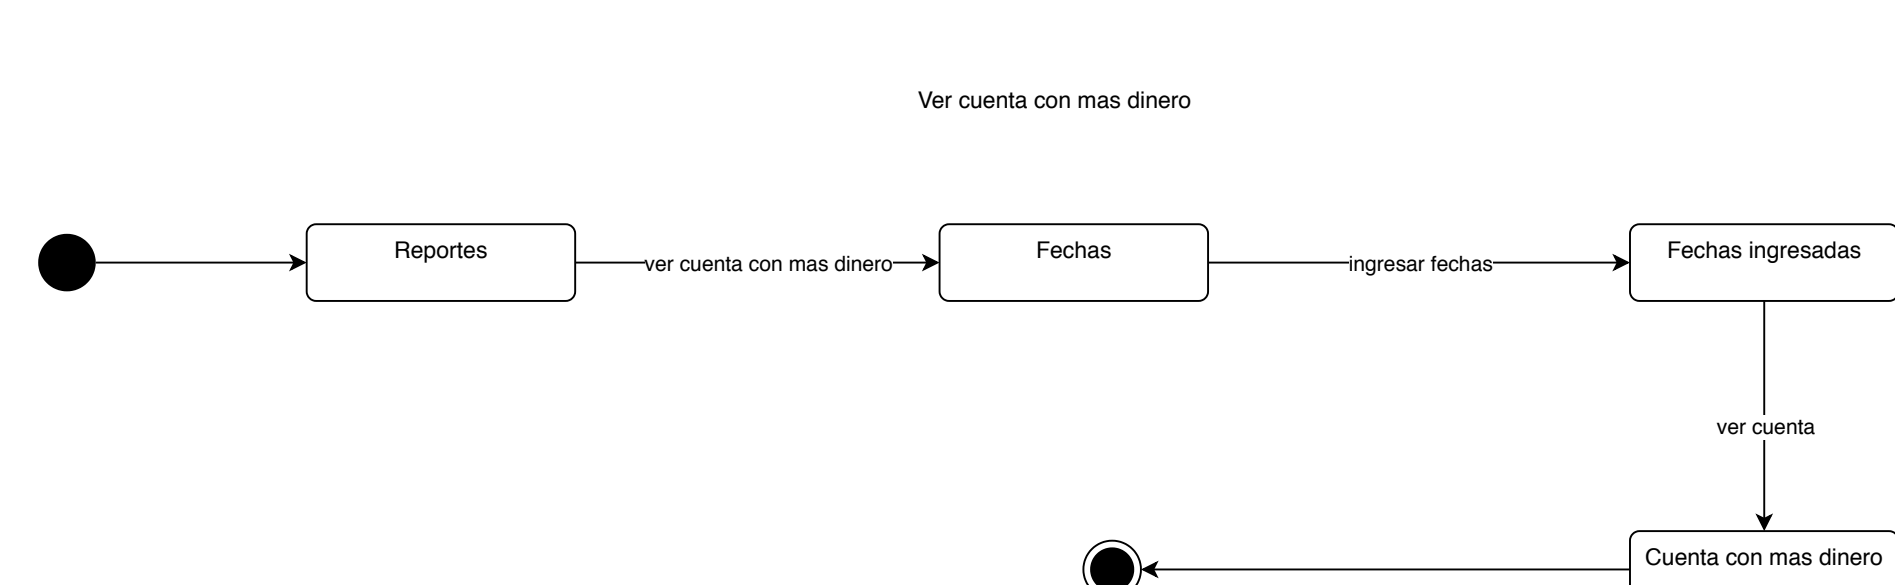 Ver cuenta con mas dinero
Reportes
ver cuenta con mas dinero
Fechas
ingresar fechas
Fechas ingresadas
ver cuenta
Cuenta con mas dinero